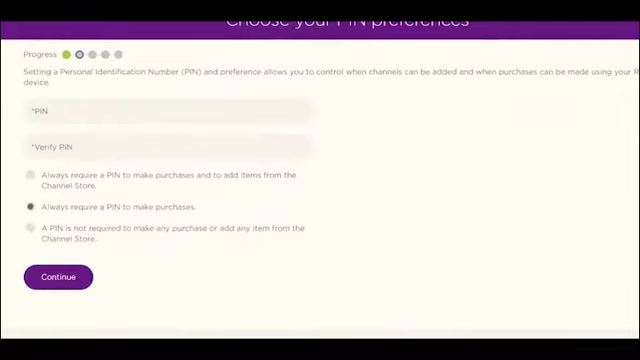 Choose your PIN preferences
Progress
Setting a Personal Identification Number (PIN) and preference allows you to control when channels can be added and when purchases can be made using your R
device.
*PIN
*Verify PIN
Always require a PIN to make purchases and to add items from the
Channel Store.
Always require a PIN to make purchases.
A PIN is not required to make any purchase or add any item from the
Channel Store.
Continue